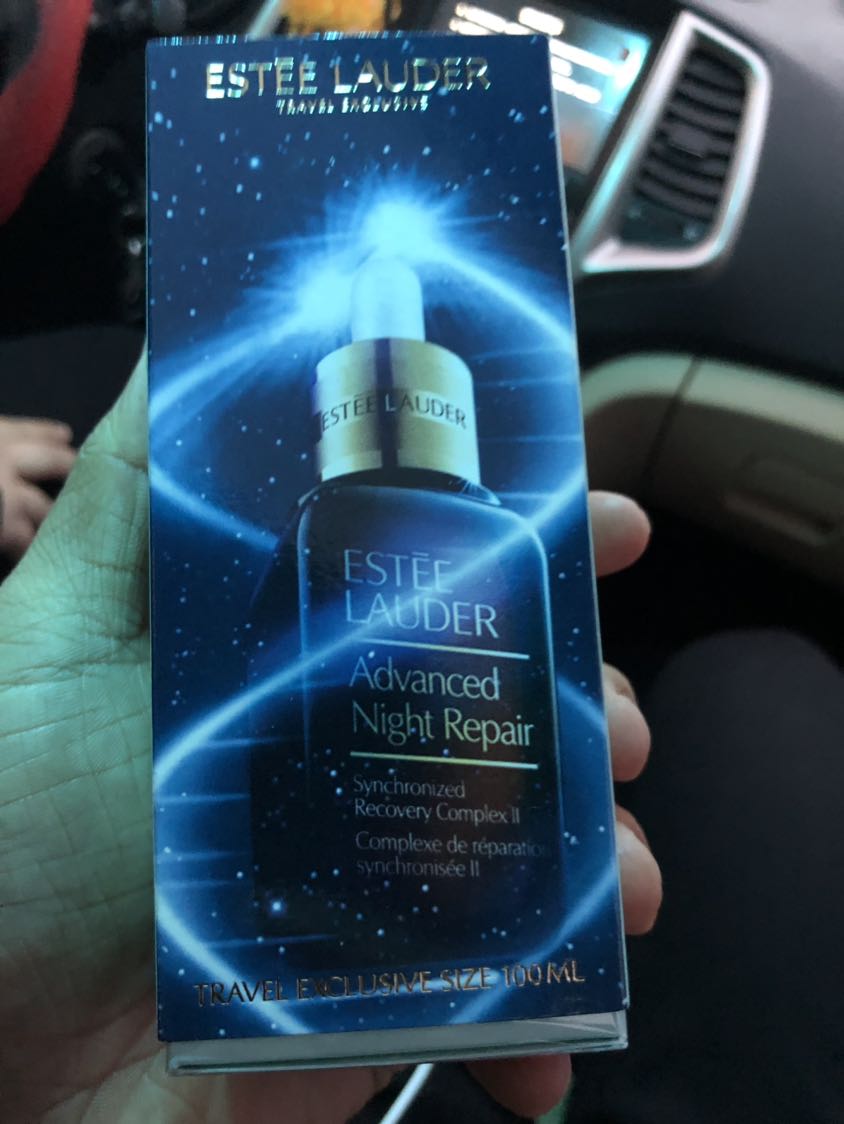 ESTĒE LAUDER
TRAVEL EXCLUSIVE
ESTĒE LAUDER
ESTĒE
LAUDER
Advanced
Night Repair
Synchronized
Recovery Complex II
Complexe de réparation
synchronisée II
TRAVEL EXCLUSIVE SIZE 100 ML